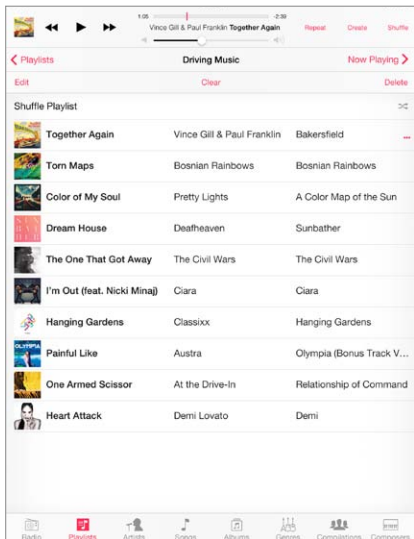 1:05 -2:39
Vince Gill & Paul Franklin Together Again
Repeat Create Shuffle
Playlists Driving Music Now Playing
Edit Clear Delete
Shuffle Playlist
Together Again Vince Gill & Paul Franklin Bakersfield
Torn Maps Bosnian Rainbows Bosnian Rainbows
Color of My Soul Pretty Lights A Color Map of the Sun
Dream House Deafheaven Sunbather
The One That Got Away The Civil Wars The Civil Wars
I'm Out (feat. Nicki Minaj) Ciara Ciara
Hanging Gardens Classixx Hanging Gardens
OLYMPIA
Painful Like Austra Olympia (Bonus Track V...
One Armed Scissor At the Drive-In Relationship of Command
Heart Attack Demi Lovato Demi
Radio Playlists Artists Songs Albums Genres Compilations Composers